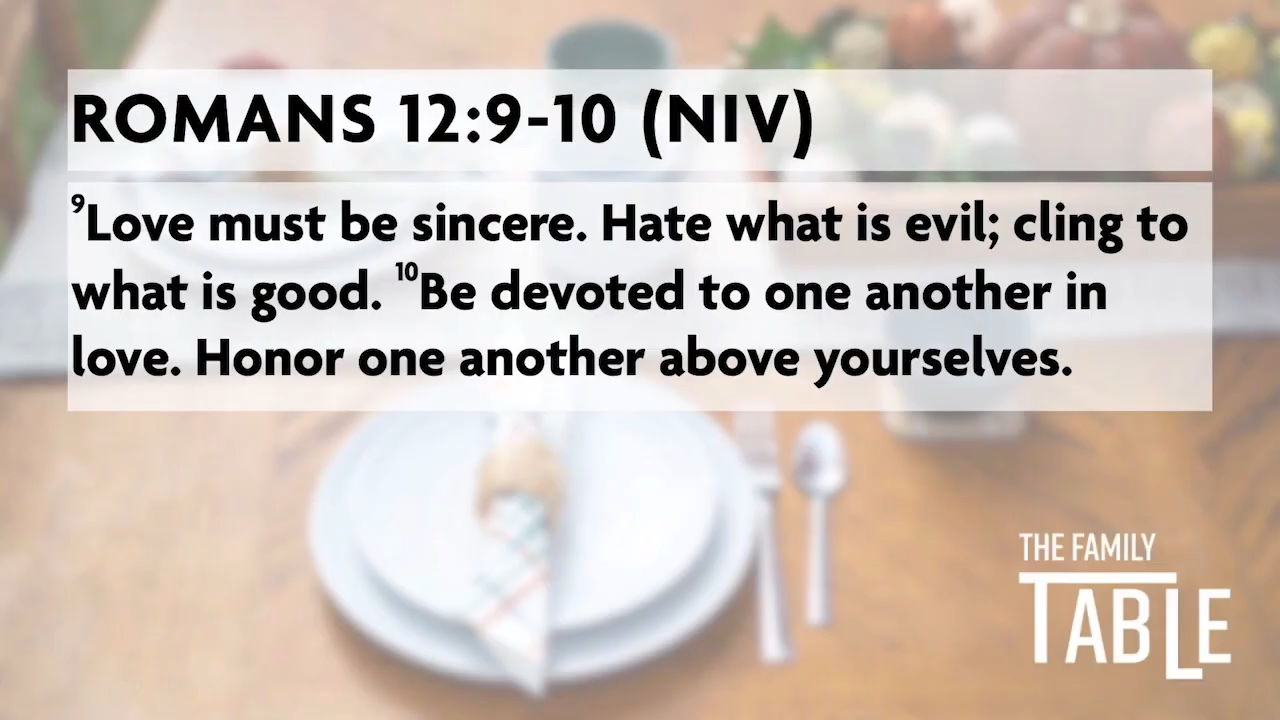 ROMANS 12:9-10 (NIV)
⁹Love must be sincere. Hate what is evil; cling to
what is good. ¹⁰Be devoted to one another in
love. Honor one another above yourselves.
THE FAMILY
TABLE